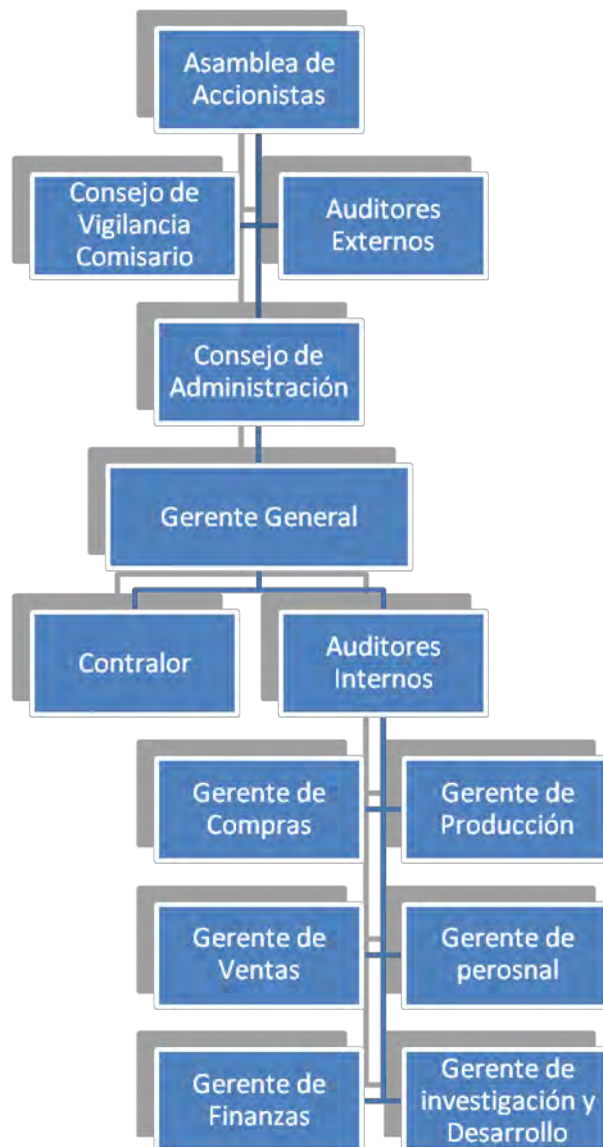 Asamblea de
Accionistas
Consejo de
Vigilancia
Comisario
Auditores
Externos
Consejo de
Administración
Gerente General
Contralor
Auditores
Internos
Gerente de
Compras
Gerente de
Producción
Gerente de
Ventas
Gerente de
perosnal
Gerente de
Finanzas
Gerente de
investigación y
Desarrollo